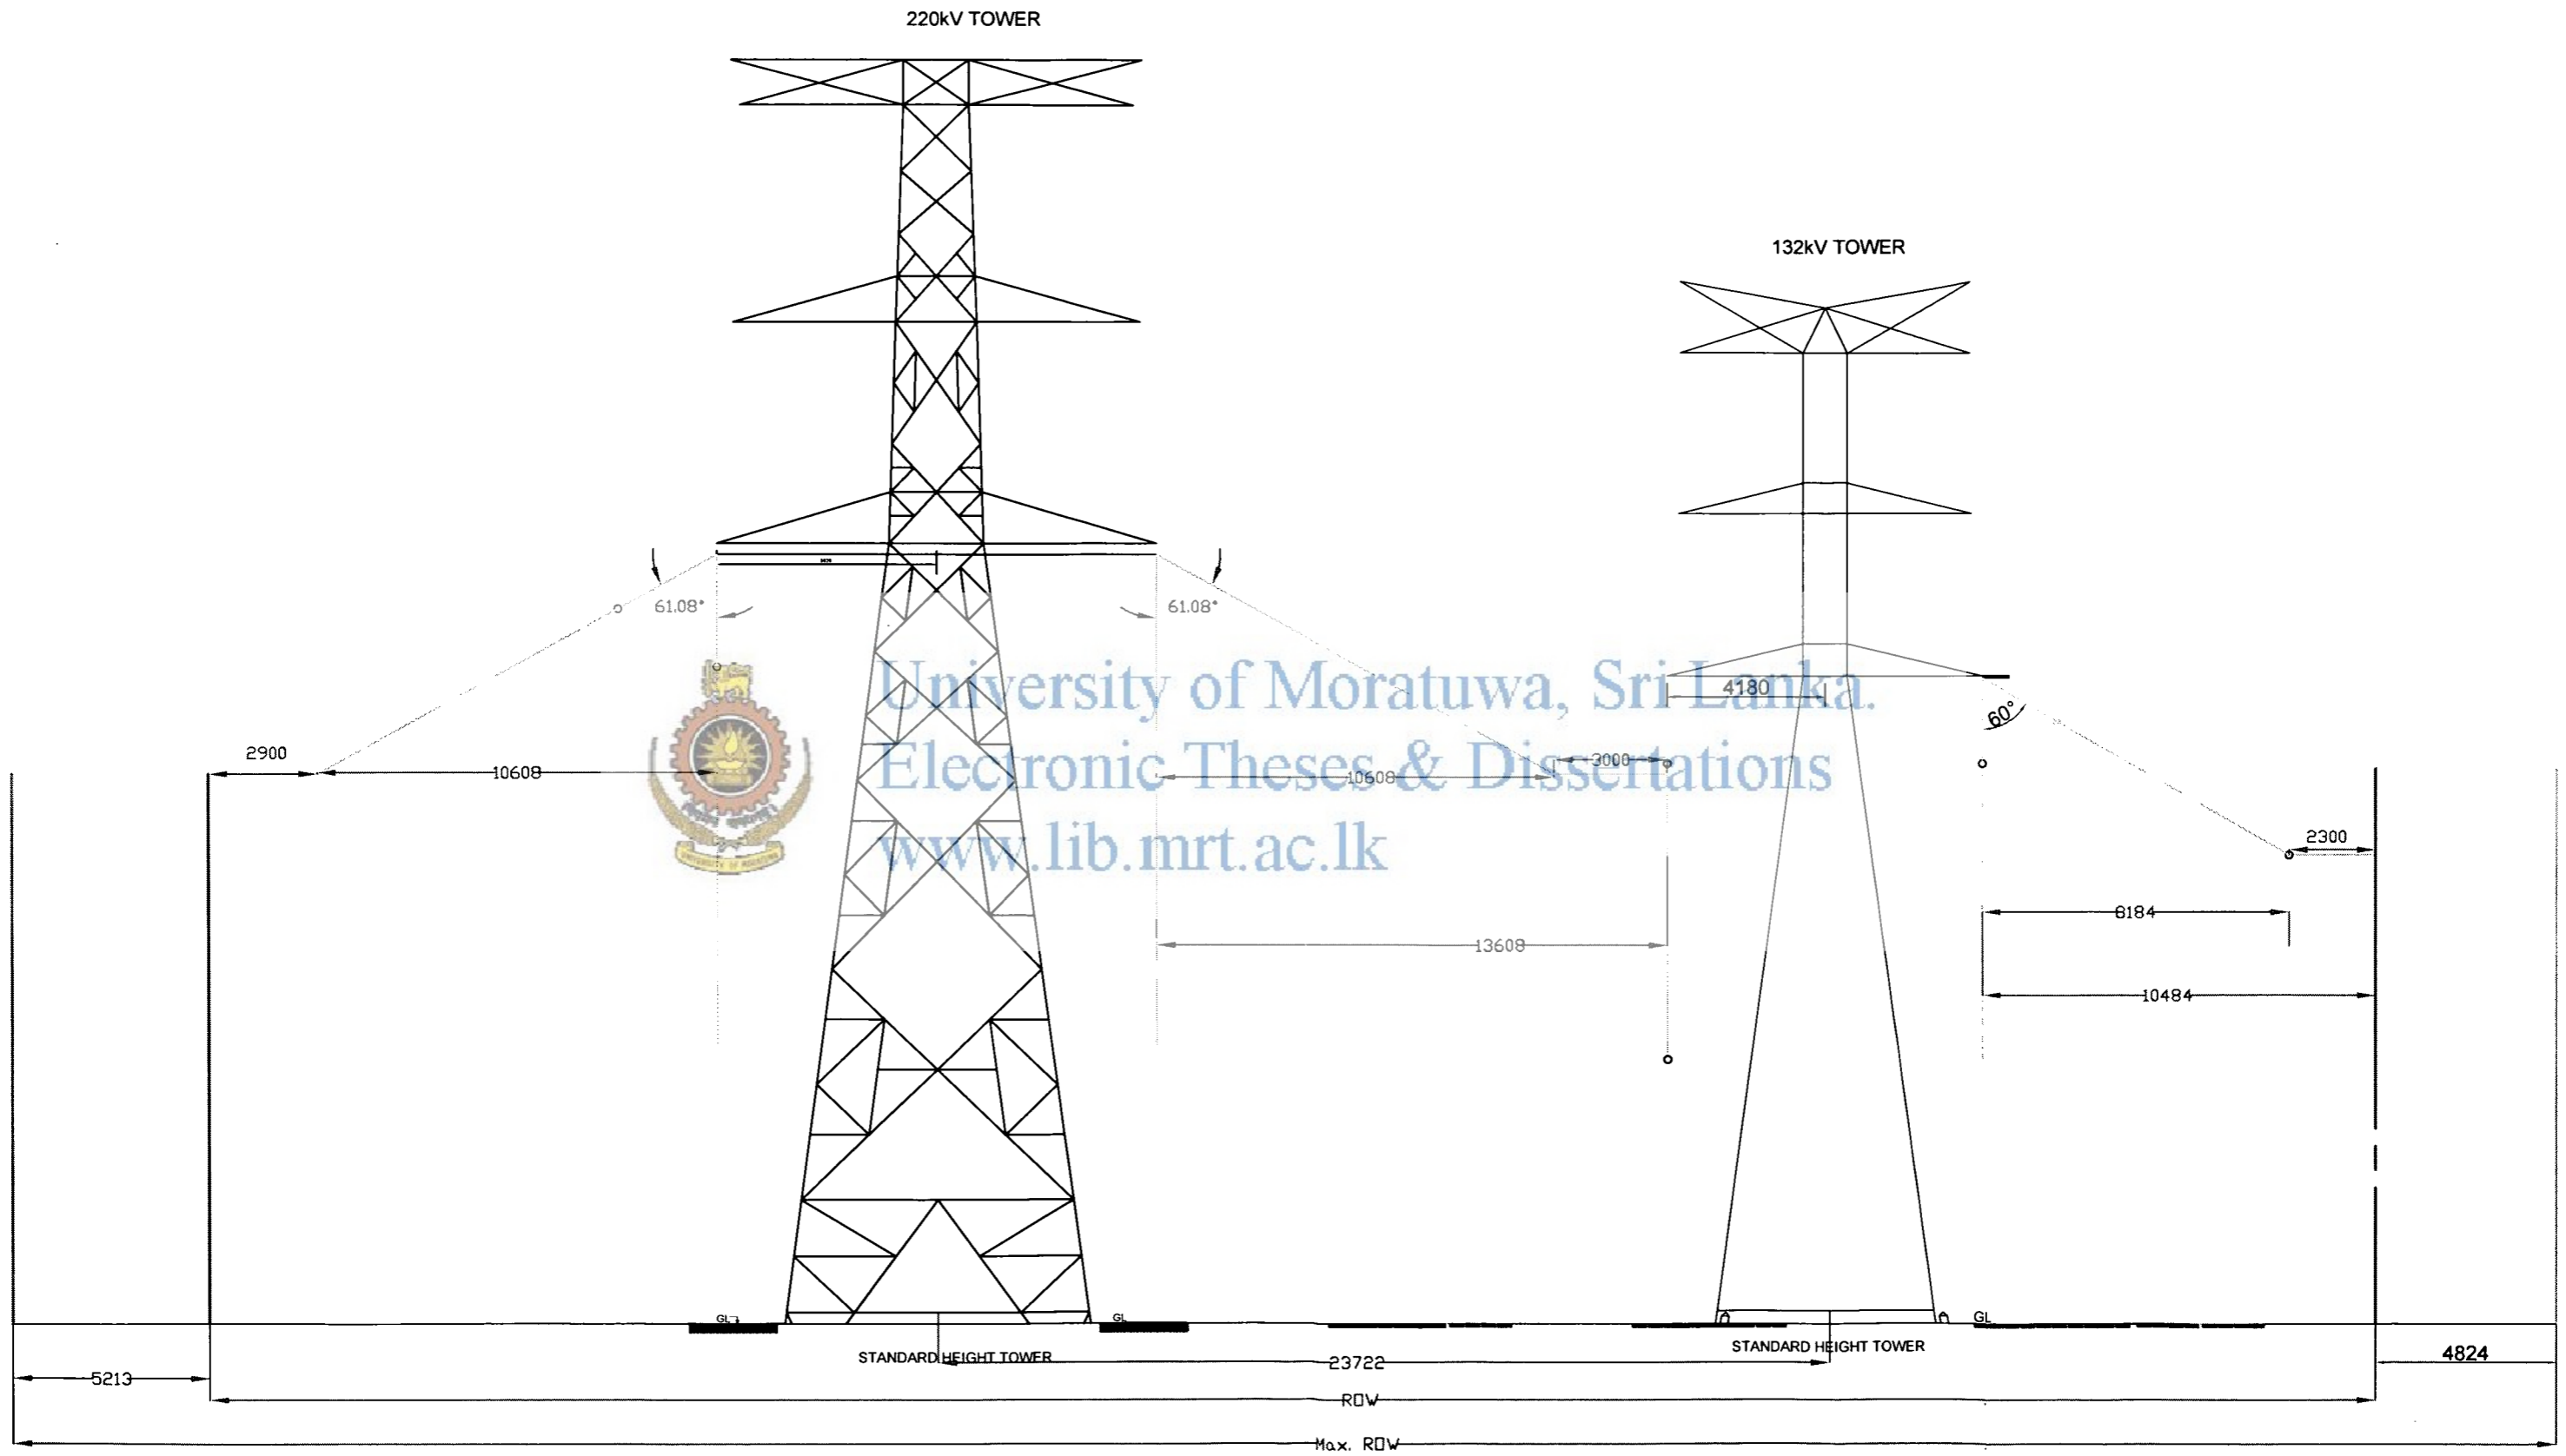 220kV TOWER
132kV TOWER
61.08°
61.08°
University of Moratuwa, Sri Lanka.
Electronic Theses & Dissertations
www.lib.mrt.ac.lk
4180
60°
2900
10608
10608
3000
2300
8184
13608
10484
GL
GL
GL
STANDARD HEIGHT TOWER
STANDARD HEIGHT TOWER
23722
4824
5213
ROW
Max. ROW